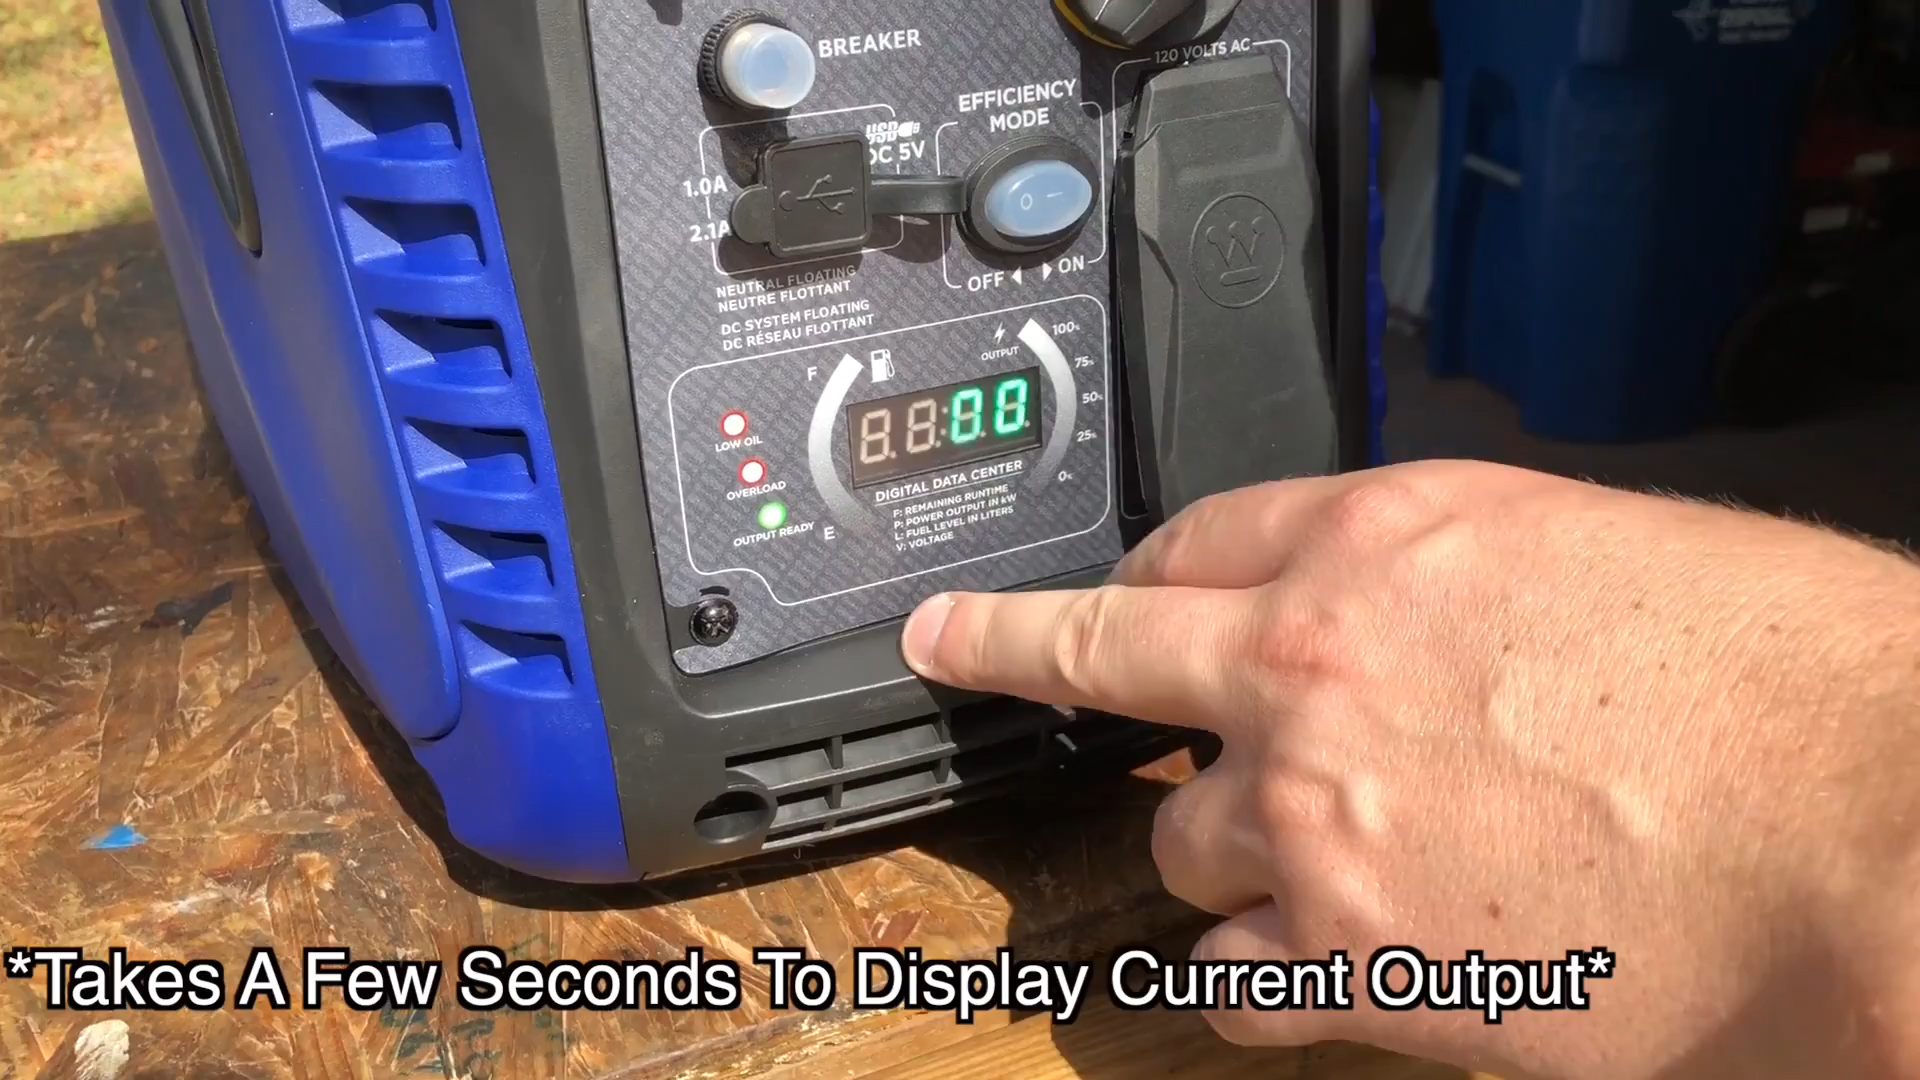 BREAKER
120 VOLTS AC
EFFICIENCY
MODE
USB
DC 5V
1.0A
2.1A
O —
OFF ON
NEUTRAL FLOATING
NEUTRE FLOTTANT
DC SYSTEM FLOATING
DC RÉSEAU FLOTTANT
W
F
OUTPUT
100%
75%
50%
25%
0%
00
LOW OIL
OVERLOAD
OUTPUT READY
E
DIGITAL DATA CENTER
F: REMAINING RUNTIME
P: POWER OUTPUT IN kW
L: FUEL LEVEL IN LITERS
V: VOLTAGE
*Takes A Few Seconds To Display Current Output*